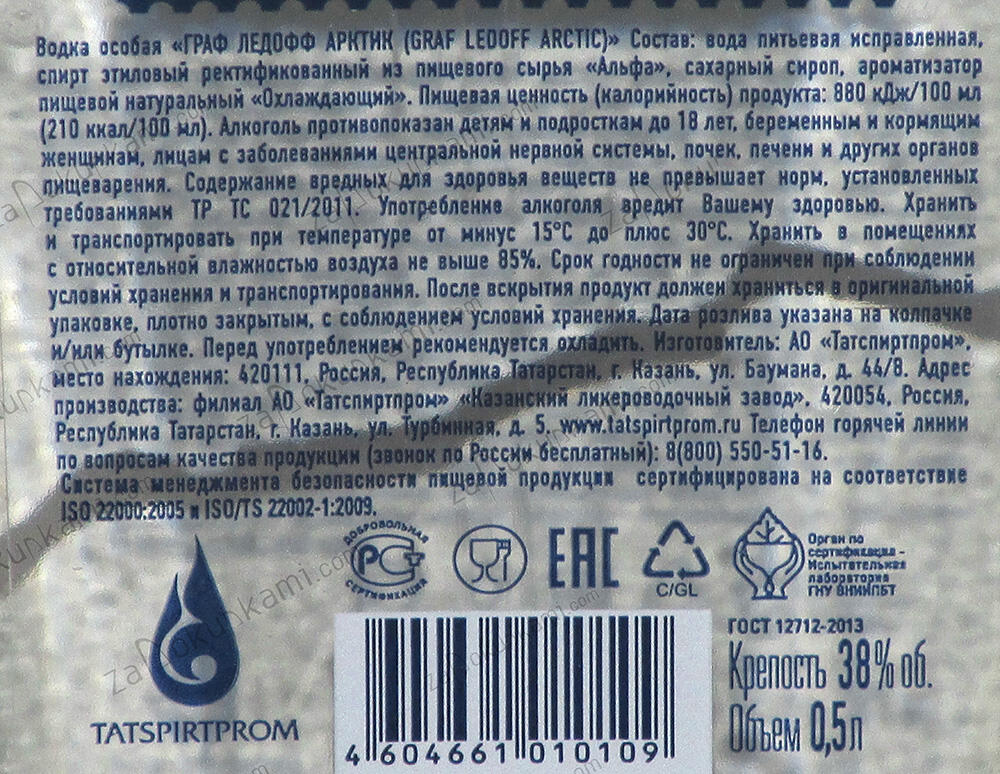 Водка особая «ГРАФ ЛЕДОФФ АРКТИК (GRAF LEDOFF ARCTIC)» Состав: вода питьевая исправленная,
спирт этиловый ректификованный из пищевого сырья «Альфа», сахарный сироп, ароматизатор
пищевой натуральный «Охлаждающий». Пищевая ценность (калорийность) продукта: 880 кДж/100 мл
(210 ккал/100 мл). Алкоголь противопоказан детям и подросткам до 18 лет, беременным и кормящим
женщинам, лицам с заболеваниями центральной нервной системы, почек, печени и других органов
пищеварения. Содержание вредных для здоровья веществ не превышает норм, установленных
требованиями ТР ТС 021/2011. Употребление алкоголя вредит Вашему здоровью. Хранить
и транспортировать при температуре от минус 15°С до плюс 30°С. Хранить в помещениях
с относительной влажностью воздуха не выше 85%. Срок годности не ограничен при соблюдении
условий хранения и транспортирования. После вскрытия продукт должен храниться в оригинальной
упаковке, плотно закрытым, с соблюдением условий хранения. Дата розлива указана на колпачке
и/или бутылке. Перед употреблением рекомендуется охладить. Изготовитель: АО «Татспиртпром»,
место нахождения: 420111, Россия, Республика Татарстан, г. Казань, ул. Баумана, д. 44/8. Адрес
производства: филиал АО «Татспиртпром» «Казанский ликероводочный завод», 420054, Россия,
Республика Татарстан, г. Казань, ул. Турбинная, д. 5. www.tatspirtprom.ru Телефон горячей линии
по вопросам качества продукции (звонок по России бесплатный): 8(800) 550-51-16.
Система менеджмента безопасности пищевой продукции сертифицирована на соответствие
ISO 22000:2005 и ISO/TS 22002-1:2009.
ДОБРОВОЛЬНАЯ
РСТ
СЕРТИФИКАЦИЯ
EAC
C/GL
Орган по
сертификации -
Испытательная
лаборатория
ГНУ ВНИИПБТ
TATSPIRTPROM
4 604661 010109
ГОСТ 12712-2013
Крепость 38% об.
Объем 0,5л
zapokunkami.com